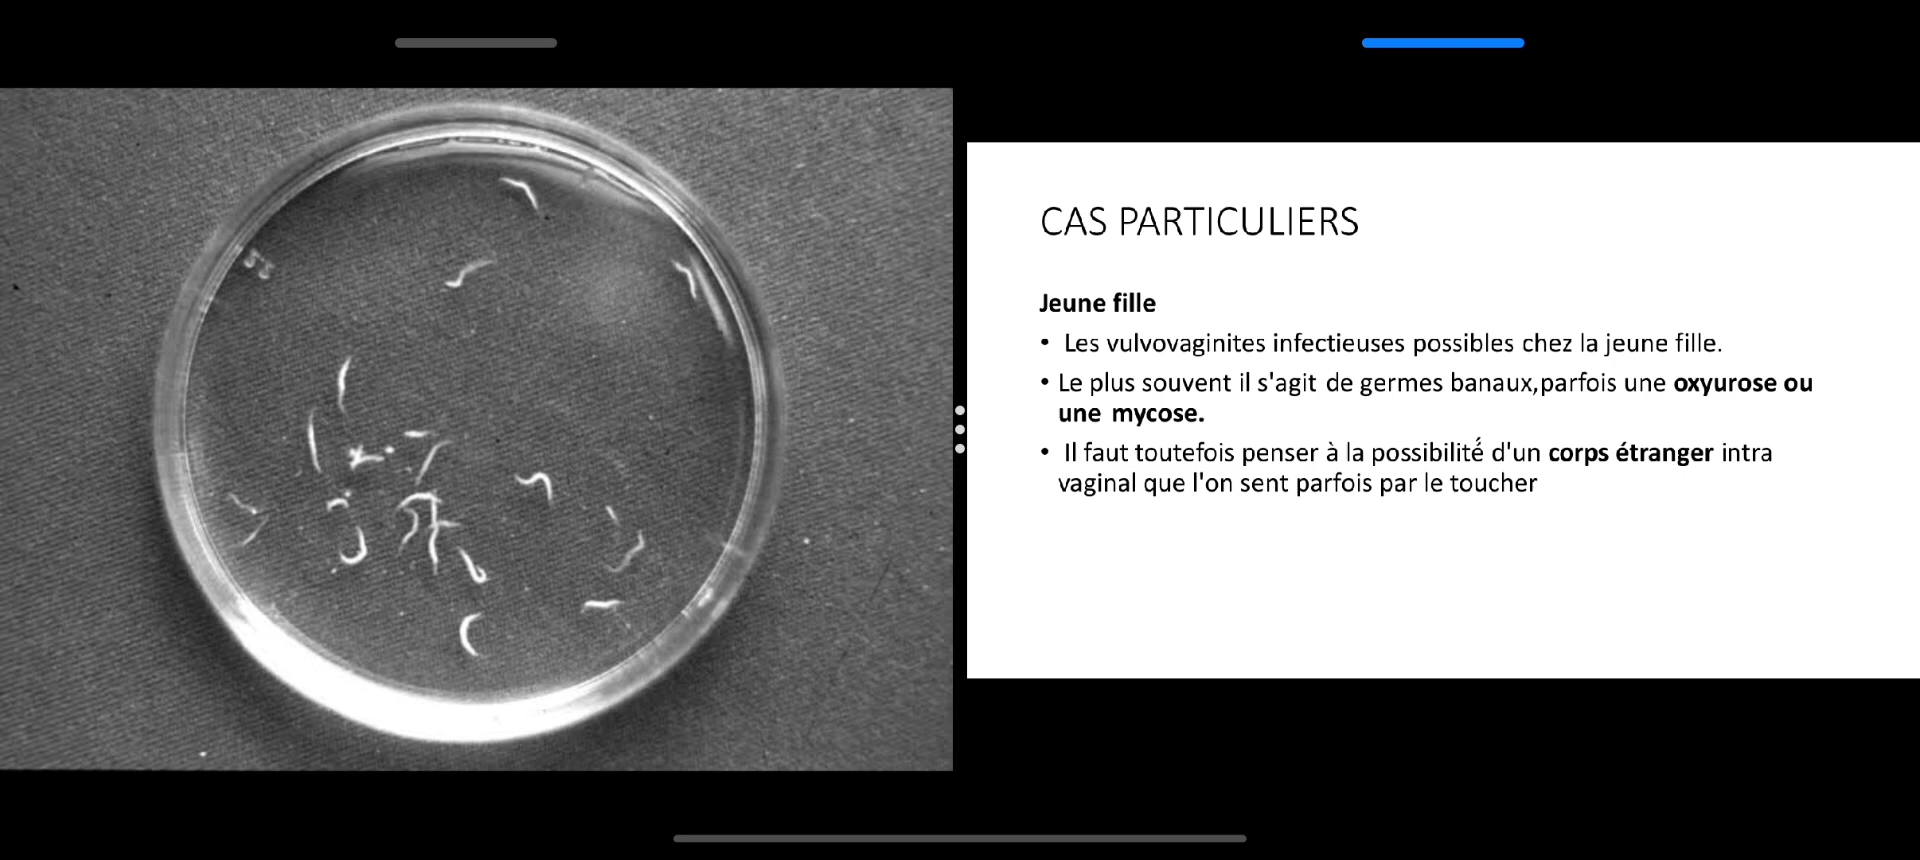 CAS PARTICULIERS
Jeune fille
• Les vulvovaginites infectieuses possibles chez la jeune fille.
• Le plus souvent il s'agit de germes banaux,parfois une oxyurose ou
une mycose.
• Il faut toutefois penser à la possibilité d'un corps étranger intra
vaginal que l'on sent parfois par le toucher